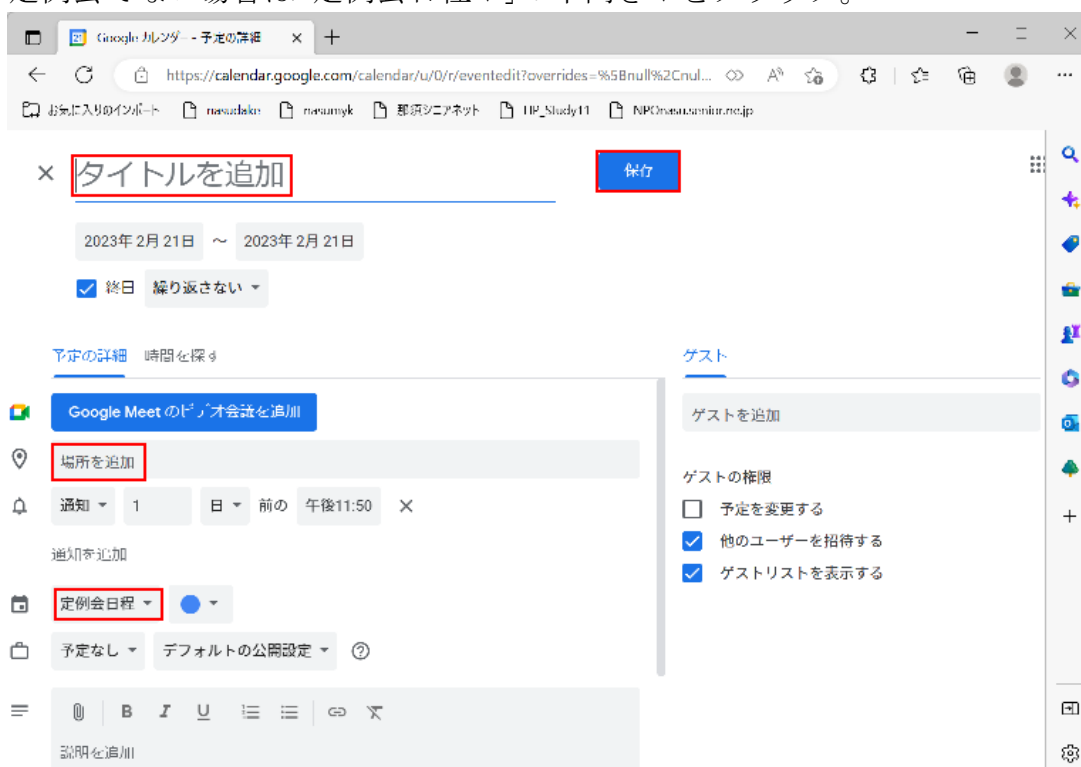 Google カレンダー - 予定の詳細
https://calendar.google.com/calendar/u/0/r/eventedit?overrides=%5Bnull%2Cnul...
お気に入りのインポート nasudake nasumyk 那須シニアネット HP_Study11 NPOnasu.senior.ne.jp
タイトルを追加 保存
2023年 2月 21日 ～ 2023年 2月 21日
終日 繰り返さない
予定の詳細 時間を探す ゲスト
Google Meet のビデオ会議を追加
ゲストを追加
場所を追加
ゲストの権限
通知 1 日 前の 午後11:50
予定を変更する
他のユーザーを招待する
通知を追加
ゲストリストを表示する
定例会日程
予定なし デフォルトの公開設定
B I U
説明を追加